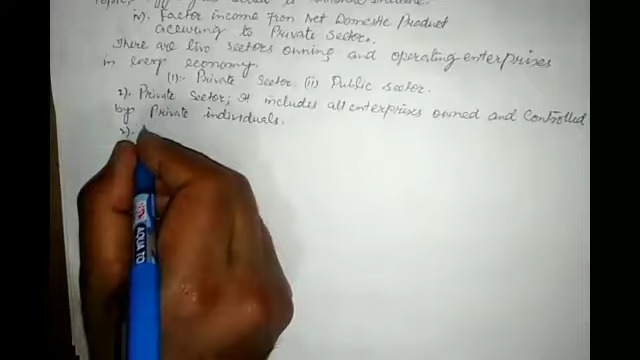 iv). Factor income from Net Domestic Product
accruing to Private Sector.
There are two sectors owning and operating enterprises
in every economy.
(i):- Private Sector. (ii) Public Sector.
1). Private Sector; It includes all enterprises owned and Controlled
by Private individuals.
2).
AQUA TO